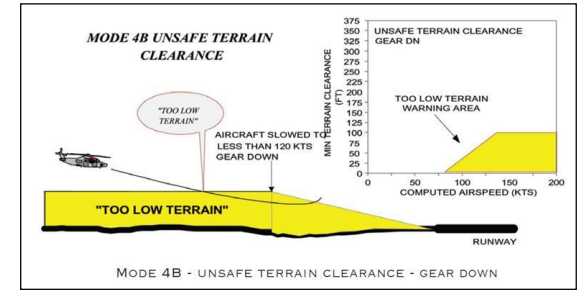 MODE 4B UNSAFE TERRAIN
CLEARANCE
"TOO LOW
TERRAIN"
AIRCRAFT SLOWED TO
LESS THAN 120 KTS
GEAR DOWN
"TOO LOW TERRAIN"
RUNWAY
UNSAFE TERRAIN CLEARANCE
GEAR DN
TOO LOW TERRAIN
WARNING AREA
MIN TERRAIN CLEARANCE
(FT)
375
350
325
300
275
250
225
200
175
150
125
100
75
50
25
0
0
50
100
150
200
COMPUTED AIRSPEED (KTS)
MODE 4B - UNSAFE TERRAIN CLEARANCE - GEAR DOWN